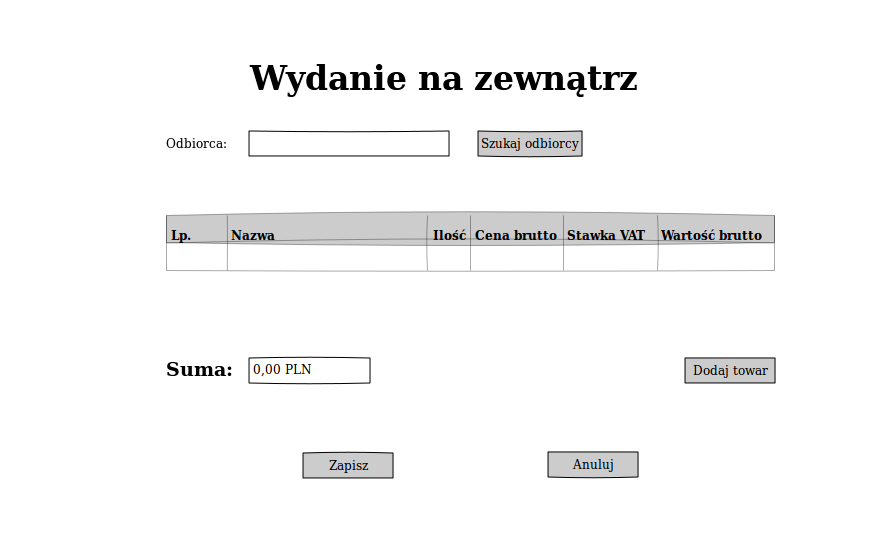 Wydanie na zewnątrz
Odbiorca: Szukaj odbiorcy
Lp. Nazwa Ilość Cena brutto Stawka VAT Wartość brutto
Suma: 0,00 PLN Dodaj towar
Zapisz Anuluj